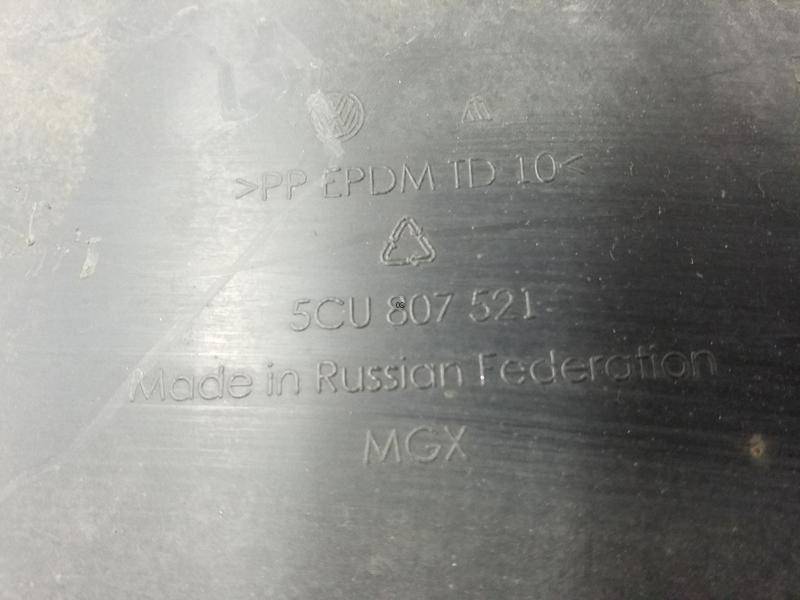 >PP EPDM TD 10<
5CU 807 521
Made in Russian Federation
MGX